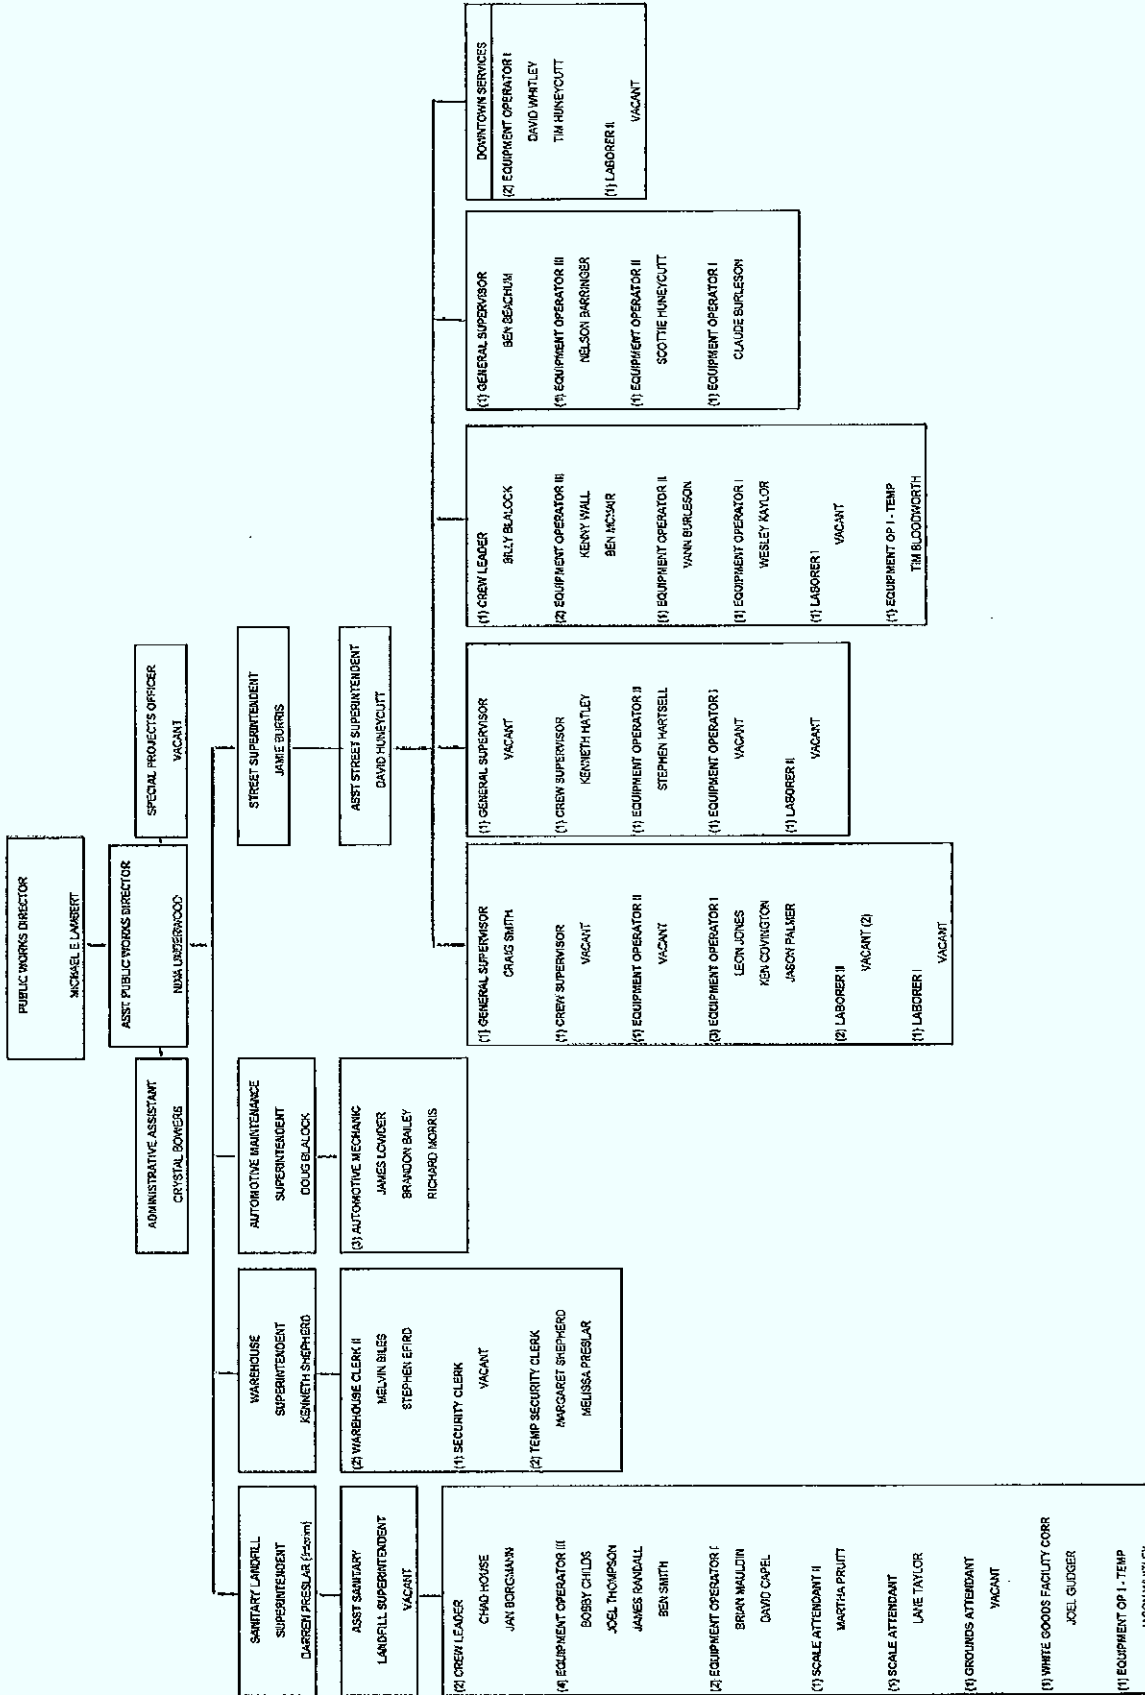 PUBLIC WORKS DIRECTOR
MICHAEL E LAMBERT
ADMINISTRATIVE ASSISTANT
CRYSTAL BOWERS
ASST PUBLIC WORKS DIRECTOR
NINA UNDERWOOD
SPECIAL PROJECTS OFFICER
VACANT
SANITARY LANDFILL
SUPERINTENDENT
DARREN PRESLAR (Interim)
WAREHOUSE
SUPERINTENDENT
KENNETH SHEPHERD
AUTOMOTIVE MAINTENANCE
SUPERINTENDENT
DOUG BLALOCK
STREET SUPERINTENDENT
JAMIE BURRIS
ASST SANITARY
LANDFILL SUPERINTENDENT
VACANT
(2) WAREHOUSE CLERK II
MELVIN BILES
STEPHEN EFIRD
(1) SECURITY CLERK
VACANT
(2) TEMP SECURITY CLERK
MARGARET SHEPHERD
MELISSA PRESLAR
(3) AUTOMOTIVE MECHANIC
JAMES LOWDER
BRANDON BAILEY
RICHARD MORRIS
ASST STREET SUPERINTENDENT
DAVID HUNEYCUTT
(2) CREW LEADER
CHAD HOUSE
JAN BORGMANN
(4) EQUIPMENT OPERATOR III
BOBBY CHILDS
JOEL THOMPSON
JAMES RANDALL
BEN SMITH
(2) EQUIPMENT OPERATOR I
BRIAN MAULDIN
DAVID CAPEL
(1) SCALE ATTENDANT II
MARTHA PRUITT
(1) SCALE ATTENDANT
LANE TAYLOR
(1) GROUNDS ATTENDANT
VACANT
(1) WHITE GOODS FACILITY CORR
JOEL GUDGER
(1) EQUIPMENT OP I - TEMP
(1) GENERAL SUPERVISOR
CRAIG SMITH
(1) CREW SUPERVISOR
VACANT
(1) EQUIPMENT OPERATOR II
VACANT
(3) EQUIPMENT OPERATOR I
LEON JONES
KEN COVINGTON
JASON PALMER
(2) LABORER II
VACANT (2)
(1) LABORER I
VACANT
(1) GENERAL SUPERVISOR
VACANT
(1) CREW SUPERVISOR
KENNETH HATLEY
(1) EQUIPMENT OPERATOR II
STEPHEN HARTSELL
(1) EQUIPMENT OPERATOR I
VACANT
(1) LABORER II
VACANT
(1) CREW LEADER
BILLY BLALOCK
(2) EQUIPMENT OPERATOR III
KENNY WALL
BEN MCNAIR
(1) EQUIPMENT OPERATOR II
VANN BURLESON
(1) EQUIPMENT OPERATOR I
WESLEY KAYLOR
(1) LABORER I
VACANT
(1) EQUIPMENT OP I - TEMP
TIM BLOODWORTH
(1) GENERAL SUPERVISOR
BEN BEACHUM
(1) EQUIPMENT OPERATOR III
NELSON BARRINGER
(1) EQUIPMENT OPERATOR II
SCOTTIE HUNEYCUTT
(1) EQUIPMENT OPERATOR I
CLAUDE BURLESON
DOWNTOWN SERVICES
(2) EQUIPMENT OPERATOR I
DAVID WHITLEY
TIM HUNEYCUTT
(1) LABORER II
VACANT